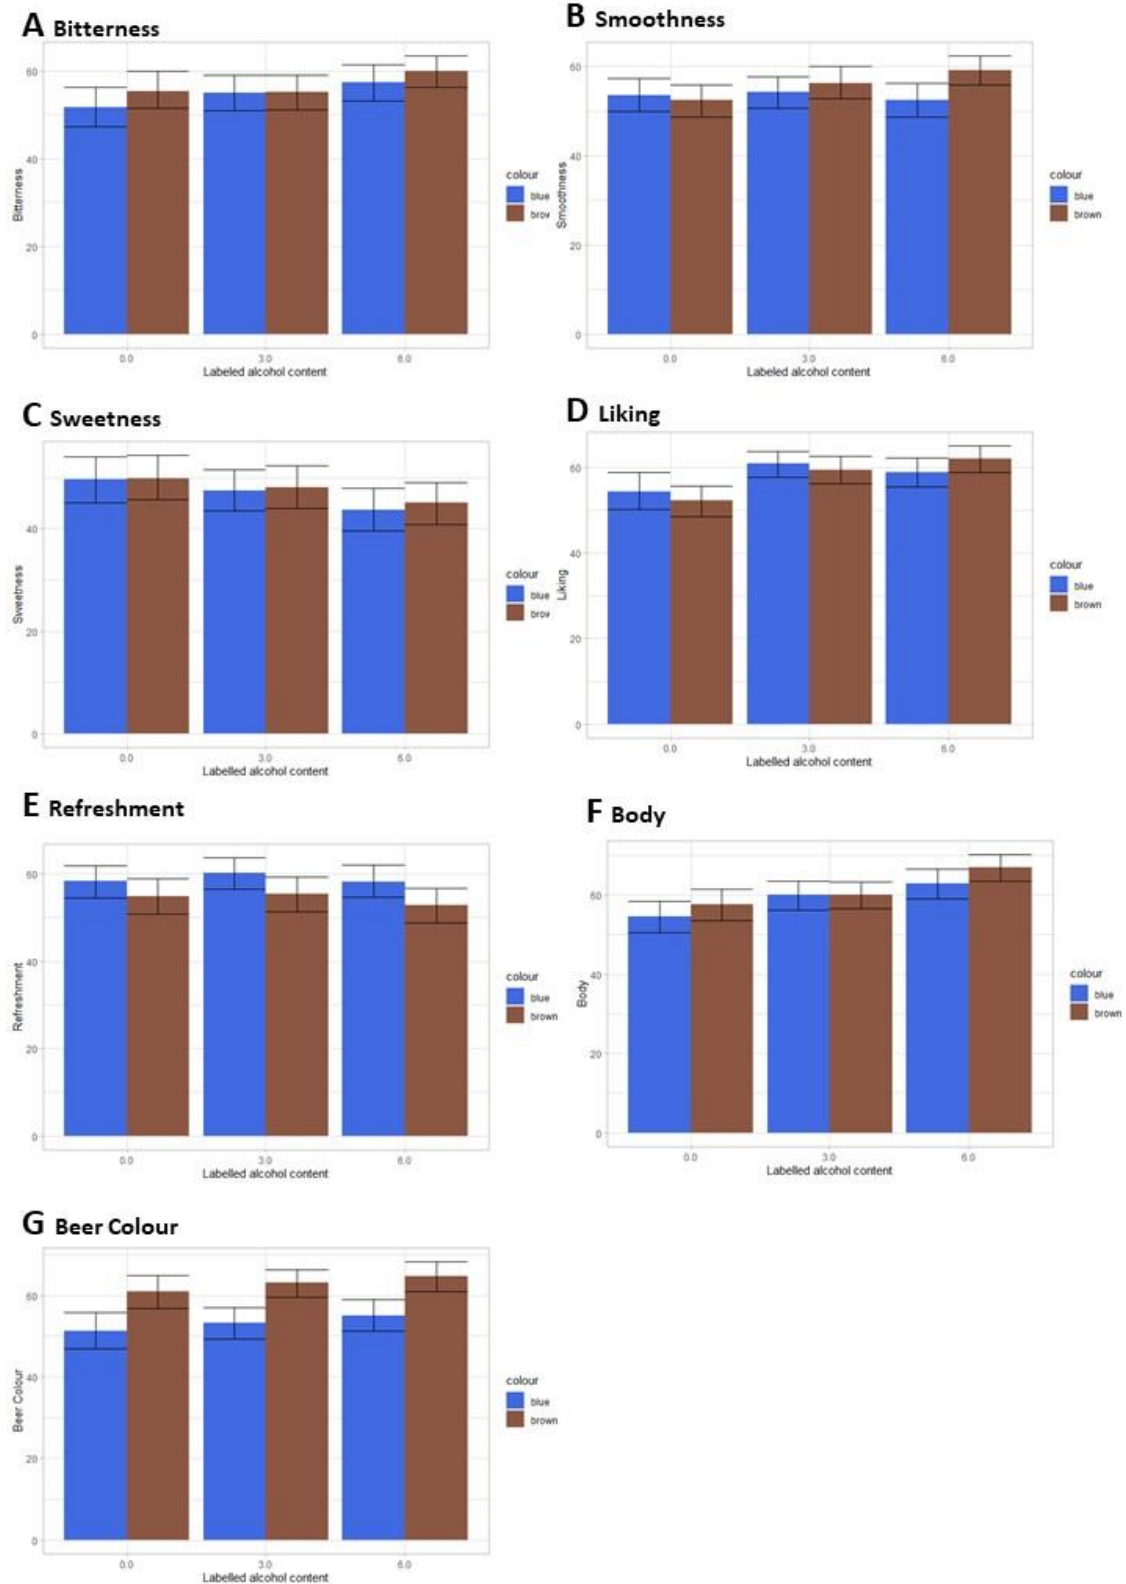 A Bitterness
60
40
20
0
Bitterness
0.0 3.0 6.0
Labeled alcohol content
colour
blue
brov
B Smoothness
60
40
20
0
Smoothness
0.0 3.0 6.0
Labeled alcohol content
colour
blue
brown
C Sweetness
40
20
0
Sweetness
0.0 3.0 6.0
Labelled alcohol content
colour
blue
brov
D Liking
60
40
20
0
Liking
0.0 3.0 6.0
Labelled alcohol content
colour
blue
brown
E Refreshment
60
40
20
0
Refreshment
0.0 3.0 6.0
Labelled alcohol content
colour
blue
brown
F Body
60
40
20
0
Body
0.0 3.0 6.0
Labelled alcohol content
colour
blue
brown
G Beer Colour
60
40
20
0
Beer Colour
0.0 3.0 6.0
Labelled alcohol content
colour
blue
brown